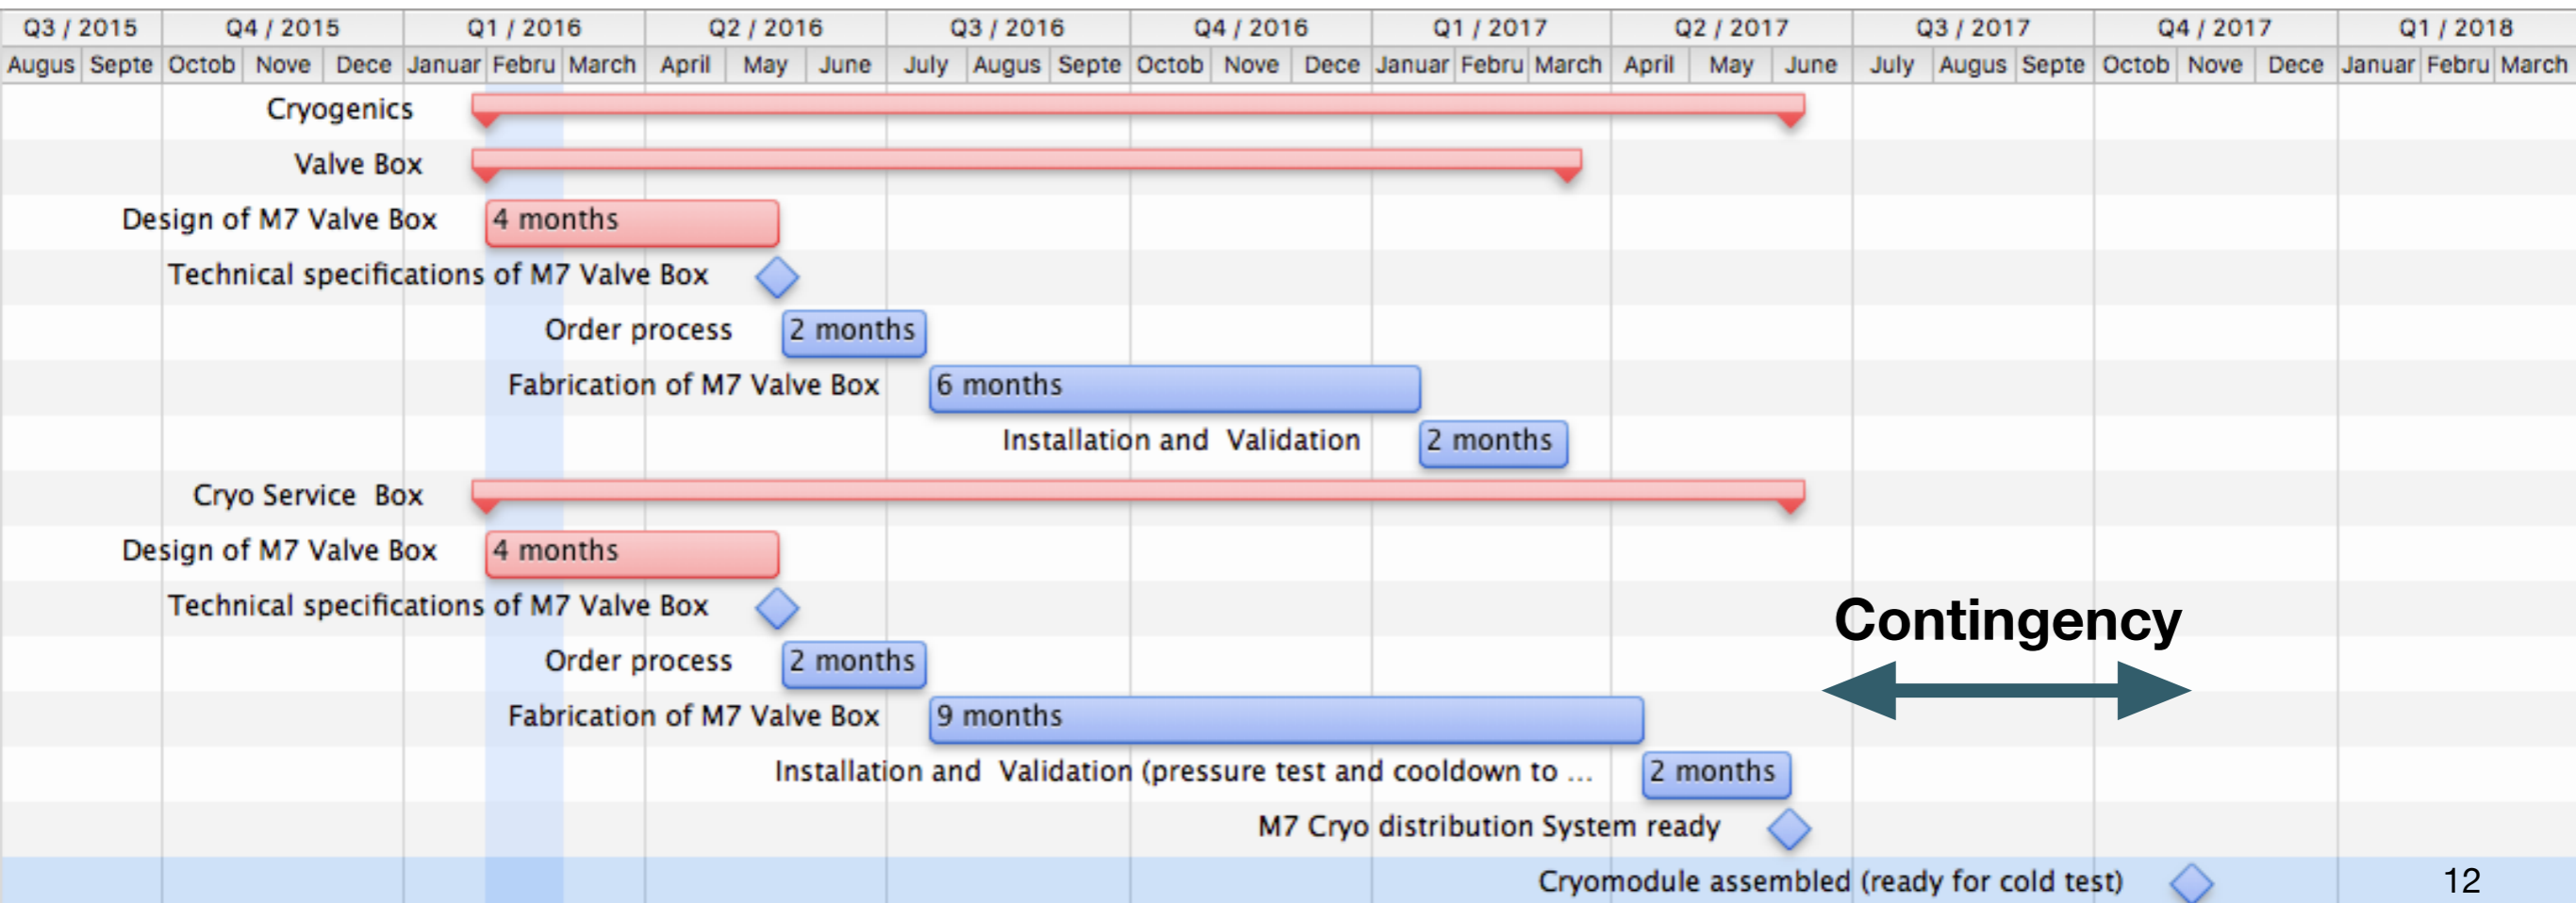 Q3 / 2015 Q4 / 2015 Q1 / 2016 Q2 / 2016 Q3 / 2016 Q4 / 2016 Q1 / 2017 Q2 / 2017 Q3 / 2017 Q4 / 2017 Q1 / 2018
Augus Septe Octob Nove Dece Januar Febru March April May June July Augus Septe Octob Nove Dece Januar Febru March April May June July Augus Septe Octob Nove Dece Januar Febru March
Cryogenics
Valve Box
Design of M7 Valve Box 4 months
Technical specifications of M7 Valve Box
Order process 2 months
Fabrication of M7 Valve Box 6 months
Installation and Validation 2 months
Cryo Service Box
Design of M7 Valve Box 4 months
Technical specifications of M7 Valve Box
Contingency
Order process 2 months
Fabrication of M7 Valve Box 9 months
Installation and Validation (pressure test and cooldown to ... 2 months
M7 Cryo distribution System ready
Cryomodule assembled (ready for cold test) 12